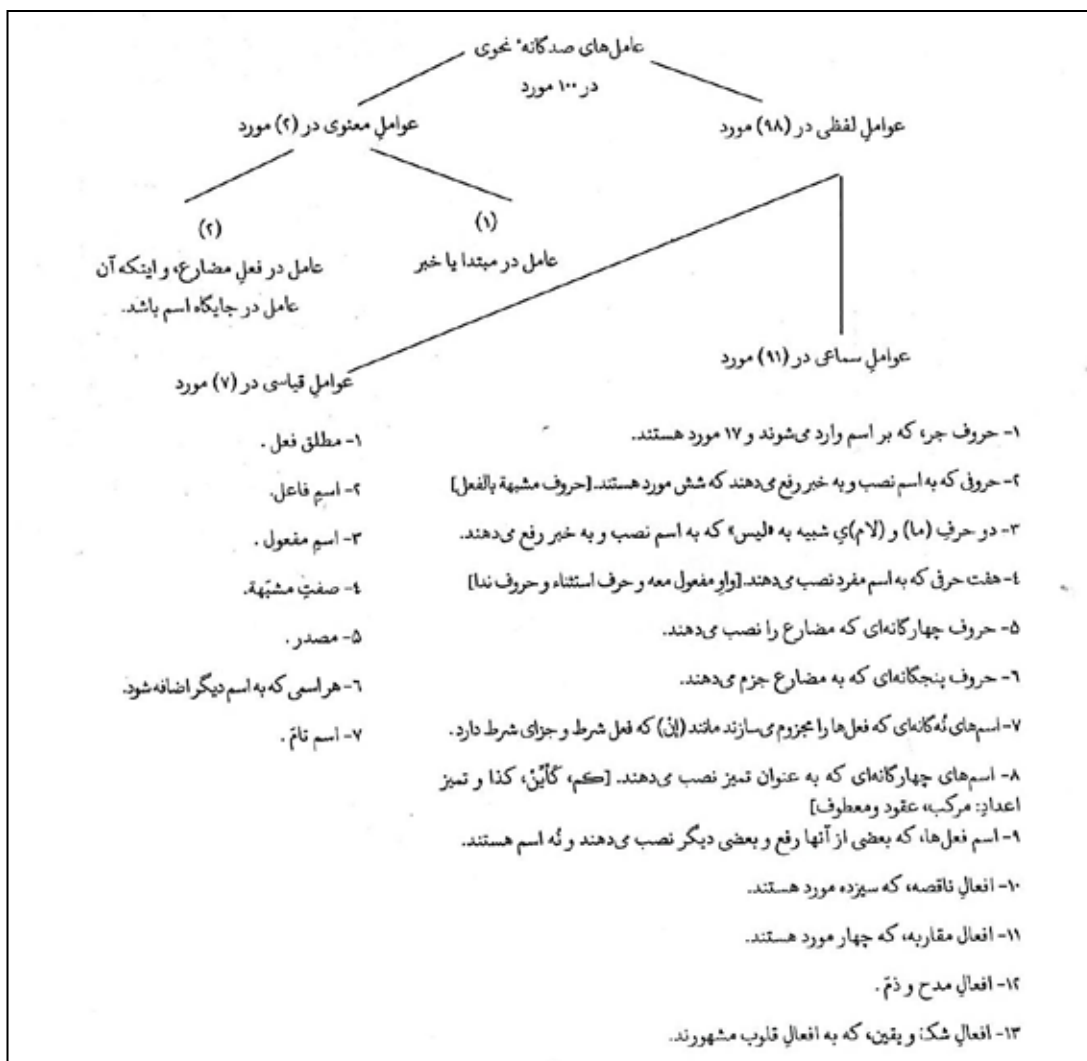 عامل‌های صدگانهٔ نحوی
در ۱۰۰ مورد
عواملِ لفظی در (۹۸) مورد
عواملِ معنوی در (۲) مورد
(۱)
عامل در مبتدا یا خبر
(۲)
عامل در فعلِ مضارع، و اینکه آن
عامل در جایگاه اسم باشد.
عواملِ سماعی در (۹۱) مورد
۱- حروف جر، که بر اسم وارد می‌شوند و ۱۷ مورد هستند.
۲- حروفی که به اسم نصب و به خبر رفع می‌دهند که شش مورد هستند.[حروف مشبهة بالفعل]
۳- دو حرفِ (ما) و (لام)ي شبیه به «لیس» که به اسم نصب و به خبر رفع می‌دهند.
٤- هفت حرفی که به اسم مفرد نصب می‌دهند.[واوِ مفعول معه و حرف استثناء و حروف ندا]
۵- حروف چهارگانه‌ای که مضارع را نصب می‌دهند.
٦- حروف پنجگانه‌ای که به مضارع جزم می‌دهند.
۷- اسم‌های نُه‌گانه‌ای که فعل‌ها را مجزوم می‌سازند مانند (إن) که فعل شرط و جزای شرط دارد.
۸- اسم‌های چهارگانه‌ای که به عنوان تمیز نصب می‌دهند. [کم، كَأَيِّنْ، کذا و تمیز
اعدادِ: مرکب، عقود ومعطوف]
۹- اسم فعل‌ها، که بعضی از آنها رفع و بعضی دیگر نصب می‌دهند و نُه اسم هستند.
۱۰- افعالِ ناقصه، که سیزده مورد هستند.
۱۱- افعال مقاربه، که چهار مورد هستند.
۱۲- افعالِ مدح و ذمّ.
۱۳- افعالِ شک و یقین، که به افعالِ قلوب مشهورند.
عواملِ قیاسی در (۷) مورد
۱- مطلق فعل.
۲- اسمِ فاعل.
۳- اسمِ مفعول.
٤- صفتِ مشبّهة.
۵- مصدر.
٦- هر اسمی که به اسم دیگر اضافه شود.
۷- اسم تامّ.